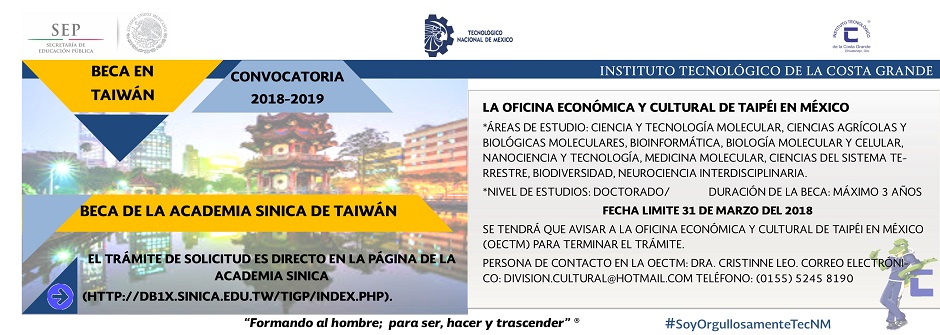 SEP
SECRETARÍA DE
EDUCACIÓN PÚBLICA
TECNOLÓGICO
NACIONAL DE MÉXICO
INSTITUTO TECNOLÓGICO
de la Costa Grande
INSTITUTO TECNOLÓGICO DE LA COSTA GRANDE
BECA EN
TAIWÁN
CONVOCATORIA
2018-2019
BECA DE LA ACADEMIA SINICA DE TAIWÁN
EL TRÁMITE DE SOLICITUD ES DIRECTO EN LA PÁGINA DE LA
ACADEMIA SINICA
(HTTP://DB1X.SINICA.EDU.TW/TIGP/INDEX.PHP).
LA OFICINA ECONÓMICA Y CULTURAL DE TAIPÉI EN MÉXICO
*ÁREAS DE ESTUDIO: CIENCIA Y TECNOLOGÍA MOLECULAR, CIENCIAS AGRÍCOLAS Y
BIOLÓGICAS MOLECULARES, BIOINFORMÁTICA, BIOLOGÍA MOLECULAR Y CELULAR,
NANOCIENCIA Y TECNOLOGÍA, MEDICINA MOLECULAR, CIENCIAS DEL SISTEMA TE-
RRESTRE, BIODIVERSIDAD, NEUROCIENCIA INTERDISCIPLINARIA.
*NIVEL DE ESTUDIOS: DOCTORADO/ DURACIÓN DE LA BECA: MÁXIMO 3 AÑOS
FECHA LIMITE 31 DE MARZO DEL 2018
SE TENDRÁ QUE AVISAR A LA OFICINA ECONÓMICA Y CULTURAL DE TAIPÉI EN MÉXICO
(OECTM) PARA TERMINAR EL TRÁMITE.
PERSONA DE CONTACTO EN LA OECTM: DRA. CRISTINNE LEO. CORREO ELECTRÓNI-
CO: DIVISION.CULTURAL@HOTMAIL.COM TELÉFONO: (0155) 5245 8190
"Formando al hombre; para ser, hacer y trascender" ®
#SoyOrgullosamenteTecNM